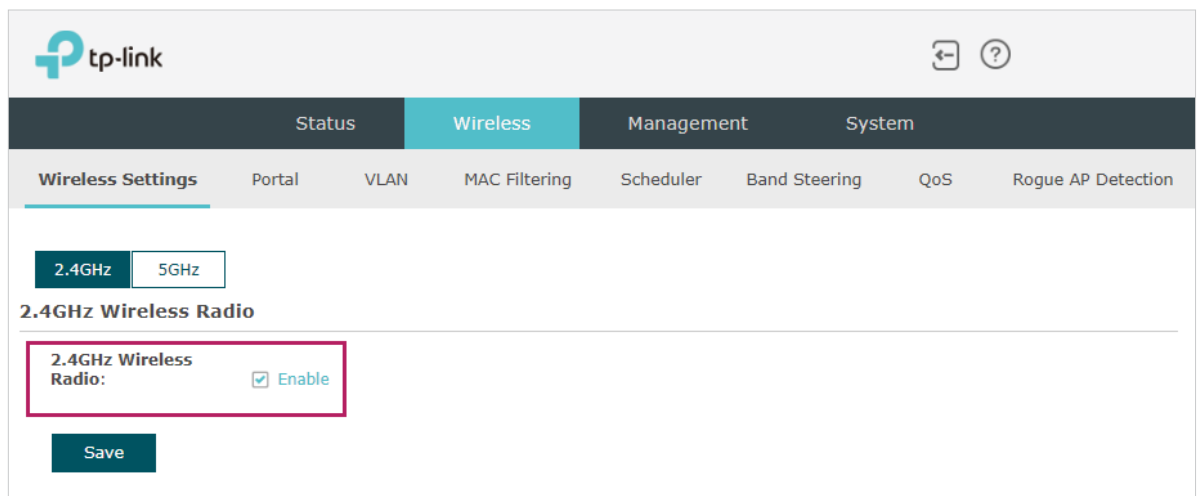 tp-link
Status Wireless Management System
Wireless Settings Portal VLAN MAC Filtering Scheduler Band Steering QoS Rogue AP Detection
2.4GHz 5GHz
2.4GHz Wireless Radio
2.4GHz Wireless
Radio: Enable
Save